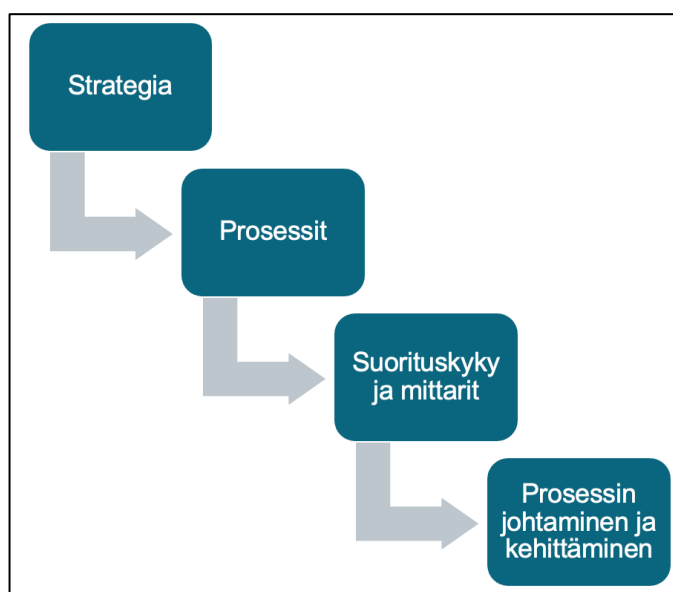 Strategia
Prosessit
Suorituskyky
ja mittarit
Prosessin
johtaminen ja
kehittäminen